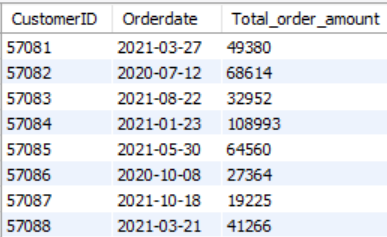 CustomerID Orderdate Total_order_amount
57081 2021-03-27 49380
57082 2020-07-12 68614
57083 2021-08-22 32952
57084 2021-01-23 108993
57085 2021-05-30 64560
57086 2020-10-08 27364
57087 2021-10-18 19225
57088 2021-03-21 41266